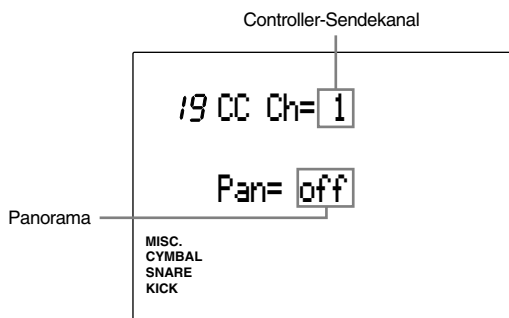 Controller-Sendekanal
19 CC Ch= 1
Pan= off
Panorama
MISC.
CYMBAL
SNARE
KICK